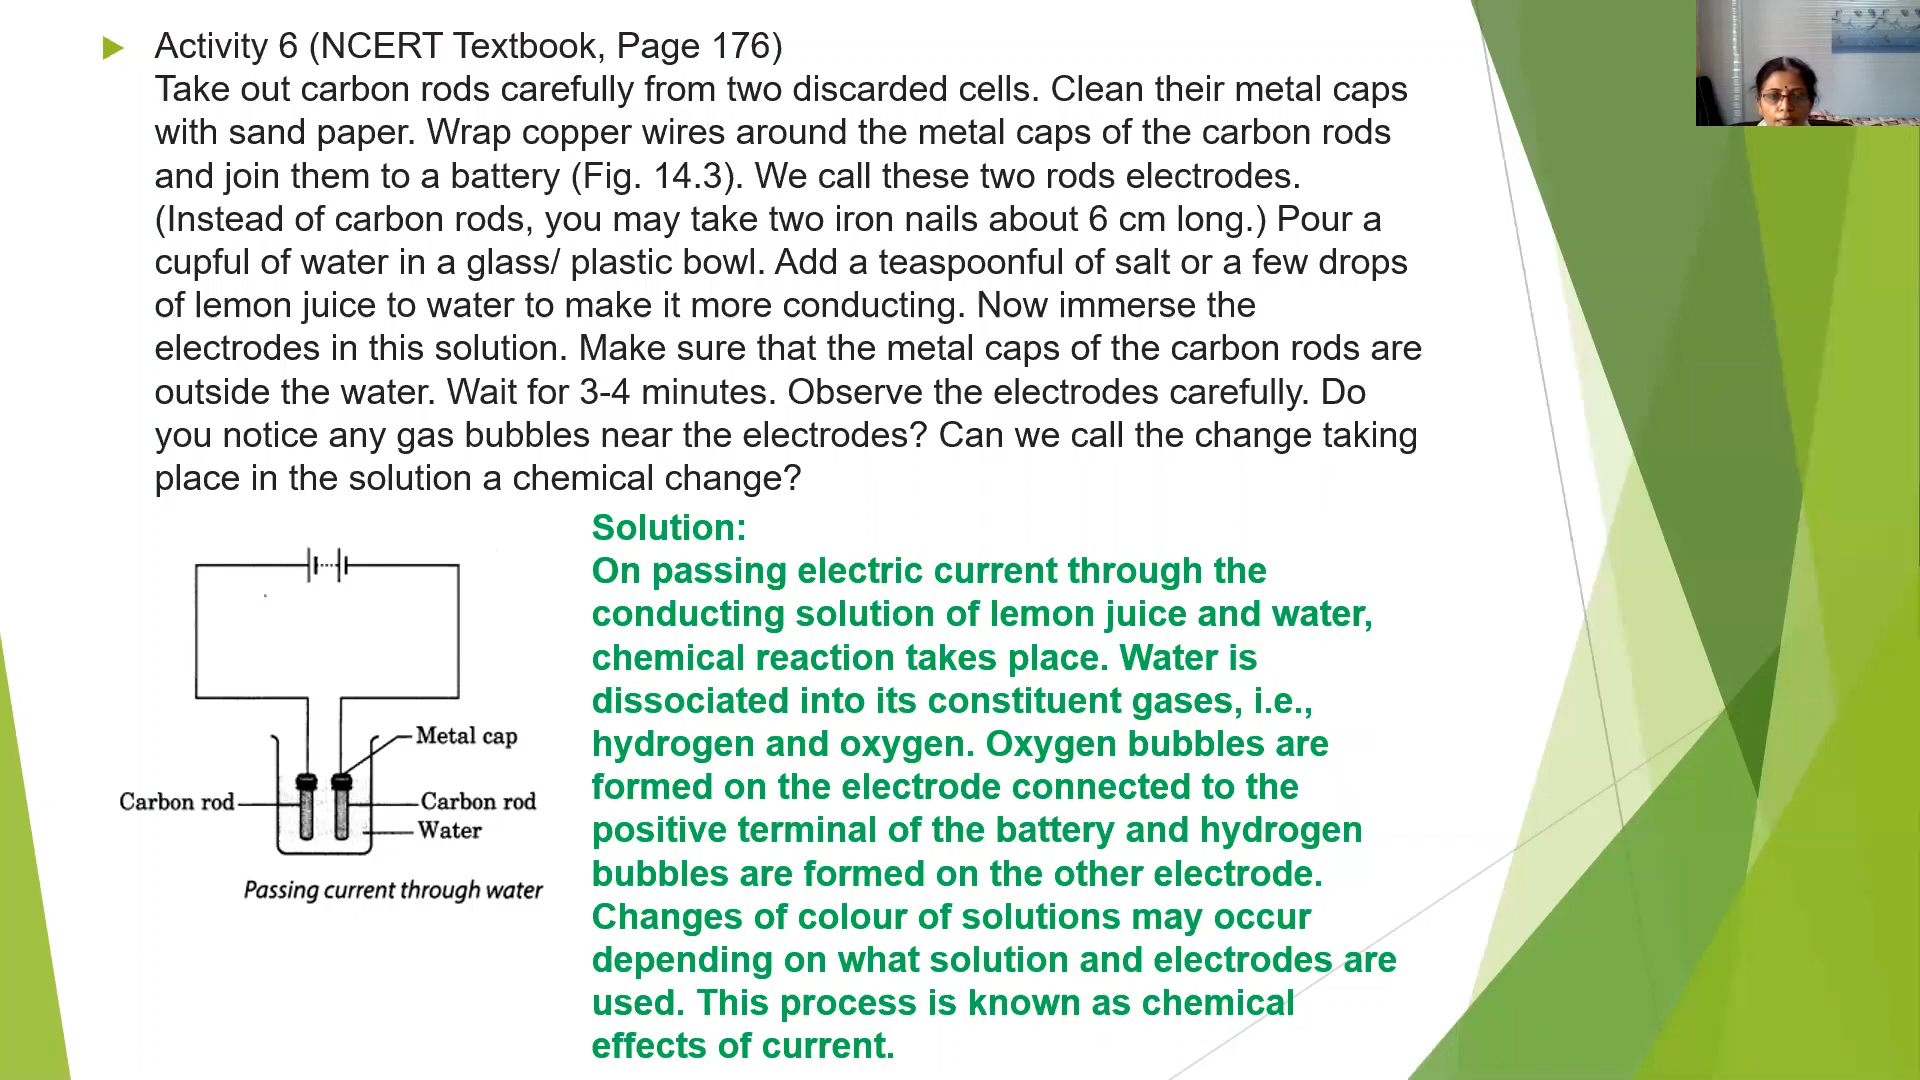 Activity 6 (NCERT Textbook, Page 176)
Take out carbon rods carefully from two discarded cells. Clean their metal caps
with sand paper. Wrap copper wires around the metal caps of the carbon rods
and join them to a battery (Fig. 14.3). We call these two rods electrodes.
(Instead of carbon rods, you may take two iron nails about 6 cm long.) Pour a
cupful of water in a glass/ plastic bowl. Add a teaspoonful of salt or a few drops
of lemon juice to water to make it more conducting. Now immerse the
electrodes in this solution. Make sure that the metal caps of the carbon rods are
outside the water. Wait for 3-4 minutes. Observe the electrodes carefully. Do
you notice any gas bubbles near the electrodes? Can we call the change taking
place in the solution a chemical change?
Metal cap
Carbon rod
Carbon rod
Water
Passing current through water
Solution:
On passing electric current through the
conducting solution of lemon juice and water,
chemical reaction takes place. Water is
dissociated into its constituent gases, i.e.,
hydrogen and oxygen. Oxygen bubbles are
formed on the electrode connected to the
positive terminal of the battery and hydrogen
bubbles are formed on the other electrode.
Changes of colour of solutions may occur
depending on what solution and electrodes are
used. This process is known as chemical
effects of current.